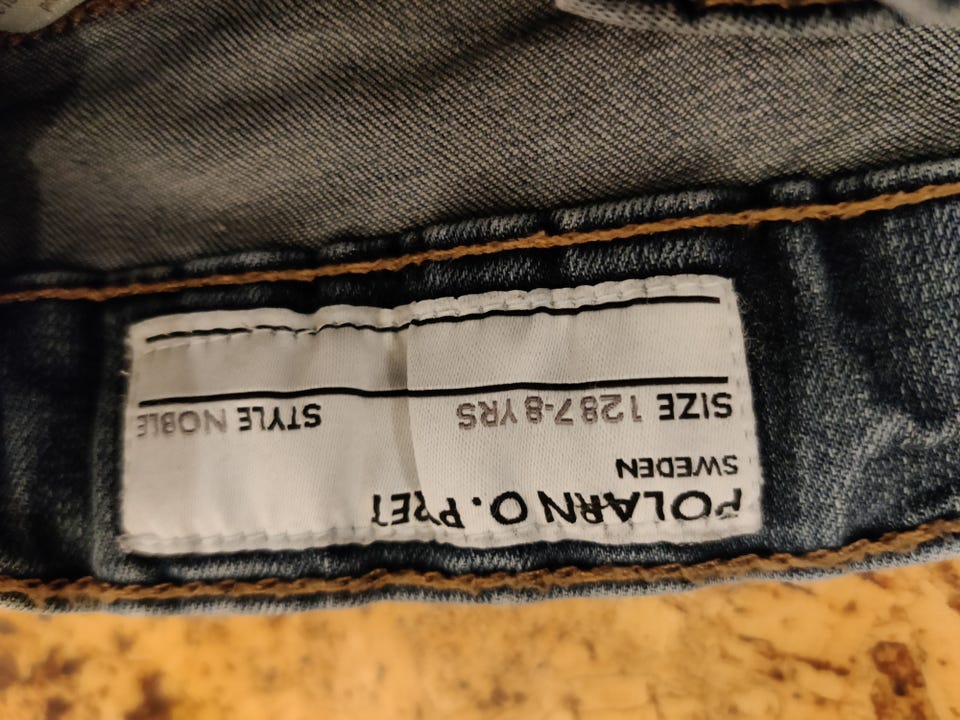 POLARN O. PYRET
SWEDEN
SIZE 128 7-8 YRS STYLE NOBLE